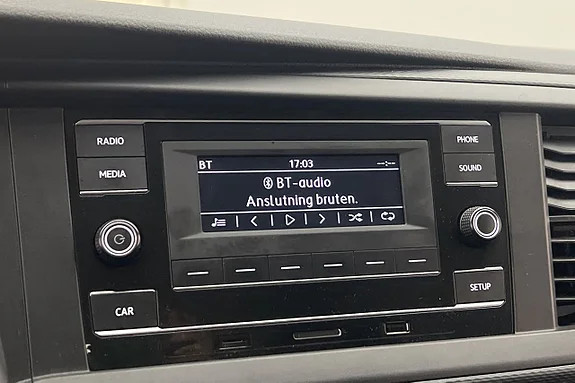 RADIO
MEDIA
CAR
BT 17:03 --:--
BT-audio
Anslutning bruten.
PHONE
SOUND
SETUP